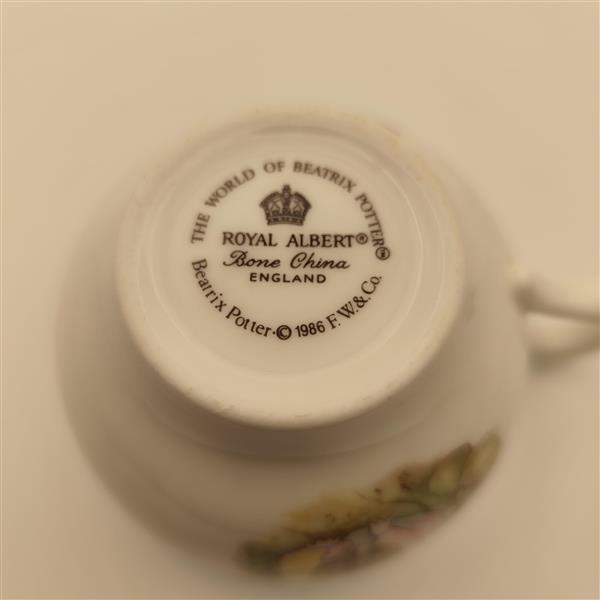 THE WORLD OF BEATRIX POTTER
ROYAL ALBERT®
Bone China
ENGLAND
Beatrix Potter·© 1986 F.W.& Co.